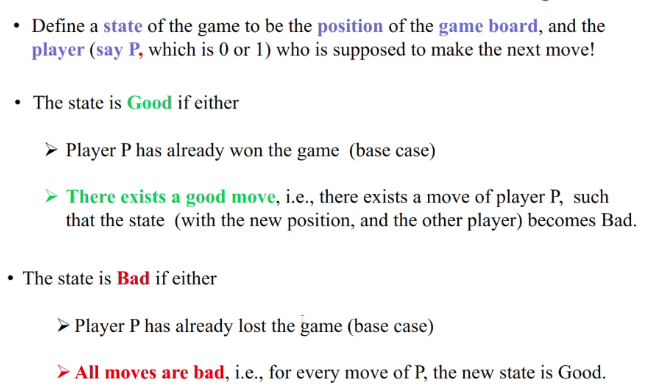 • Define a state of the game to be the position of the game board, and the
player (say P, which is 0 or 1) who is supposed to make the next move!
• The state is Good if either
➢ Player P has already won the game (base case)
➢ There exists a good move, i.e., there exists a move of player P, such
that the state (with the new position, and the other player) becomes Bad.
• The state is Bad if either
➢ Player P has already lost the game (base case)
➢ All moves are bad, i.e., for every move of P, the new state is Good.